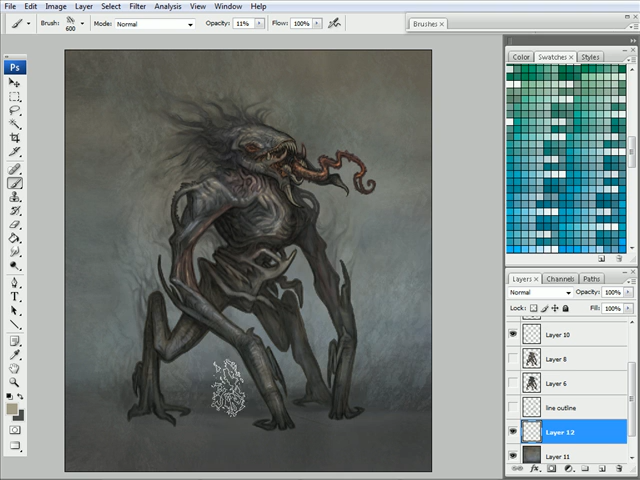 File Edit Image Layer Select Filter Analysis View Window Help
Brush: 600 Mode: Normal Opacity: 11% Flow: 100% Brushes ×
Ps
Color Swatches × Styles
Layers × Channels Paths
Normal Opacity: 100%
Lock: Fill: 100%
Layer 10
Layer 8
Layer 6
line outline
Layer 12
Layer 11